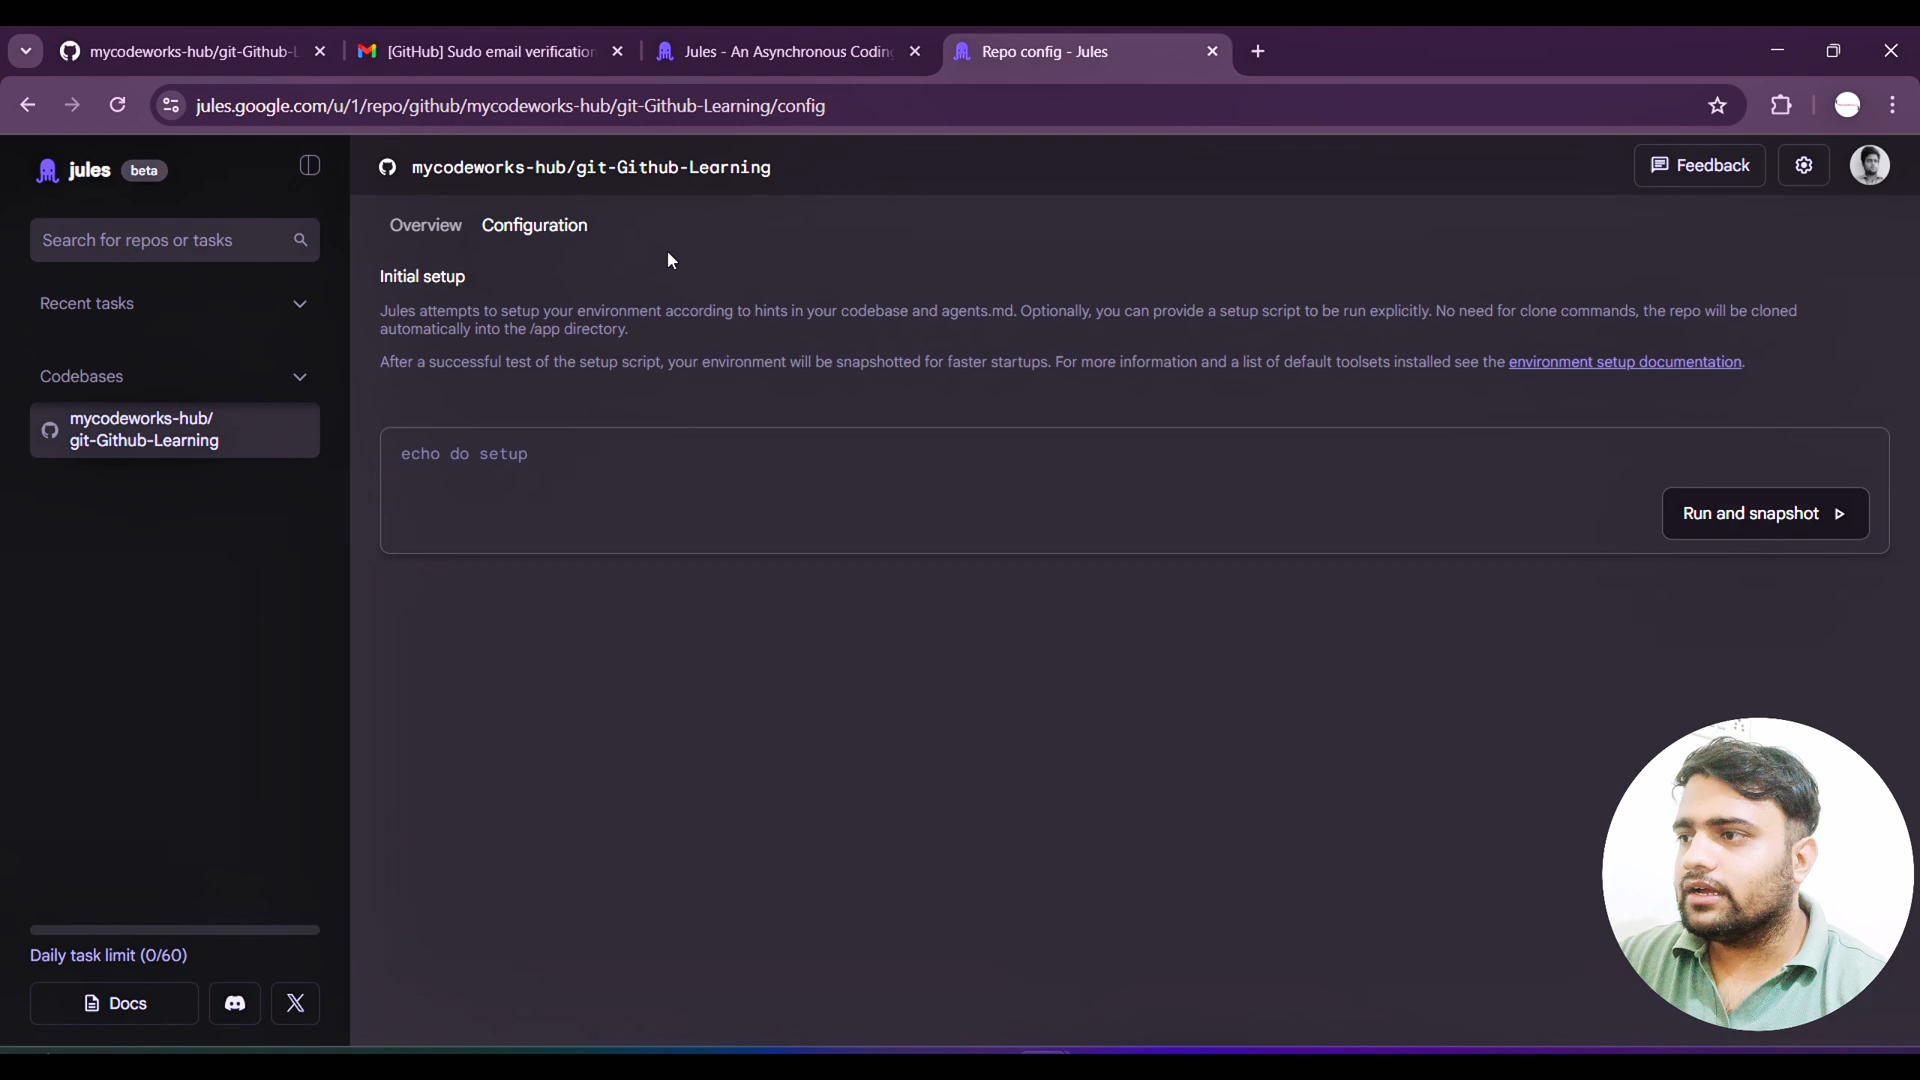 mycodeworks-hub/git-Github-L
[GitHub] Sudo email verification
Jules - An Asynchronous Coding
Repo config - Jules
jules.google.com/u/1/repo/github/mycodeworks-hub/git-Github-Learning/config
jules beta
mycodeworks-hub/git-Github-Learning
Feedback
Search for repos or tasks
Overview Configuration
Recent tasks
Initial setup
Jules attempts to setup your environment according to hints in your codebase and agents.md. Optionally, you can provide a setup script to be run explicitly. No need for clone commands, the repo will be cloned
automatically into the /app directory.
After a successful test of the setup script, your environment will be snapshotted for faster startups. For more information and a list of default toolsets installed see the environment setup documentation.
Codebases
mycodeworks-hub/
git-Github-Learning
echo do setup
Run and snapshot
Daily task limit (0/60)
Docs